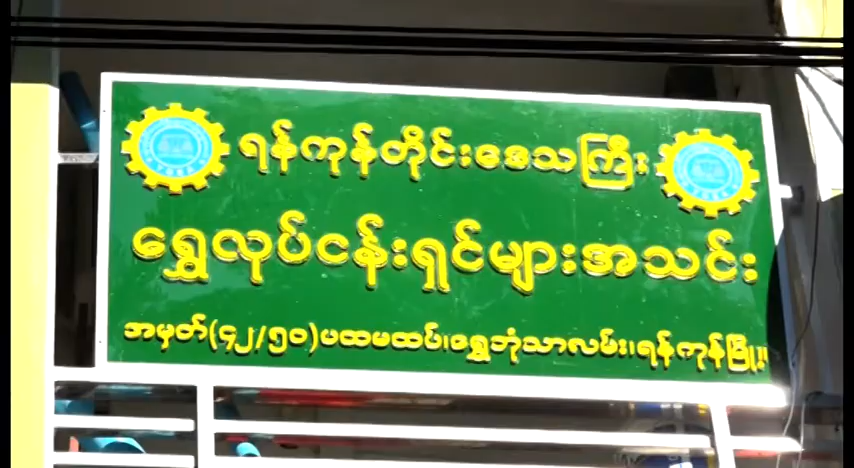 ရန်ကုန်တိုင်းဒေသကြီး
ရွှေလုပ်ငန်းရှင်များအသင်း
အမှတ်(၄၂/၅၀)ပထမထပ်၊ရွှေဘုံသာလမ်း၊ရန်ကုန်မြို့။